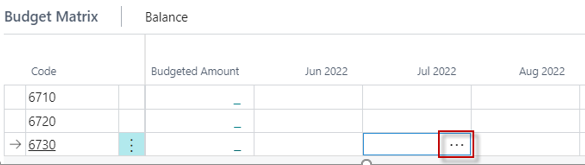 Budget Matrix Balance
Code Budgeted Amount Jun 2022 Jul 2022 Aug 2022
6710 _
6720 _
→ 6730 ⋮ _ ...